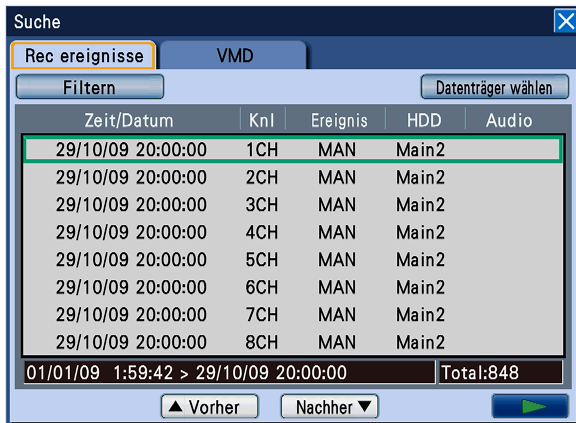 Suche
Rec ereignisse VMD
Filtern Datenträger wählen
Zeit/Datum Knl Ereignis HDD Audio
29/10/09 20:00:00 1CH MAN Main2
29/10/09 20:00:00 2CH MAN Main2
29/10/09 20:00:00 3CH MAN Main2
29/10/09 20:00:00 4CH MAN Main2
29/10/09 20:00:00 5CH MAN Main2
29/10/09 20:00:00 6CH MAN Main2
29/10/09 20:00:00 7CH MAN Main2
29/10/09 20:00:00 8CH MAN Main2
01/01/09 1:59:42 > 29/10/09 20:00:00 Total:848
▲ Vorher Nachher ▼